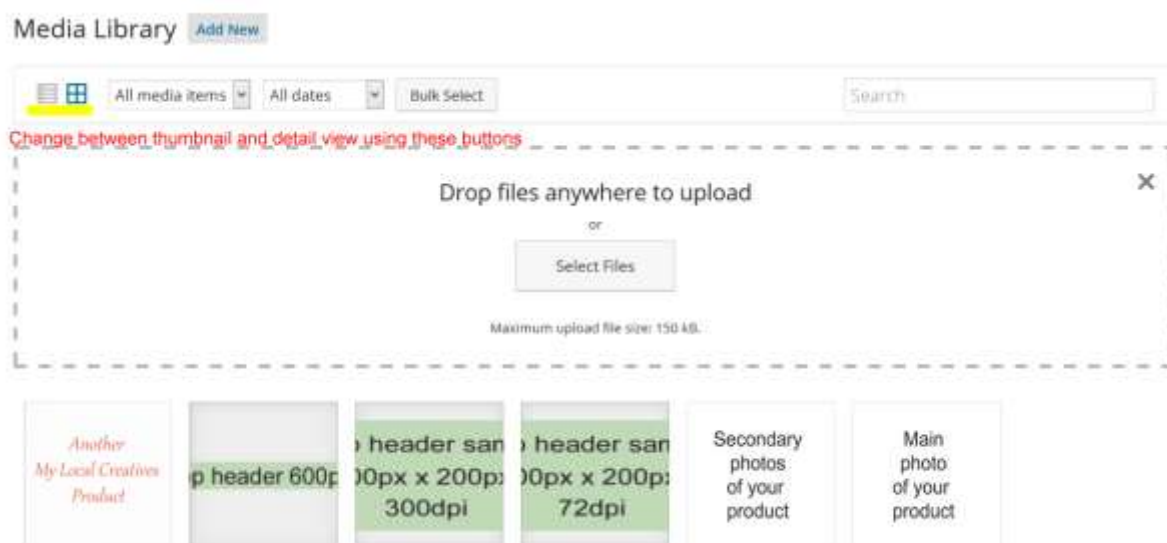 Media Library Add New
All media items All dates Bulk Select Search
Change between thumbnail and detail view using these buttons
Drop files anywhere to upload
or
Select Files
Maximum upload file size: 150 kB.
Another
My Local Creatives
Product
p header 600p
header san
00px x 200p
300dpi
header san
00px x 200p
72dpi
Secondary
photos
of your
product
Main
photo
of your
product